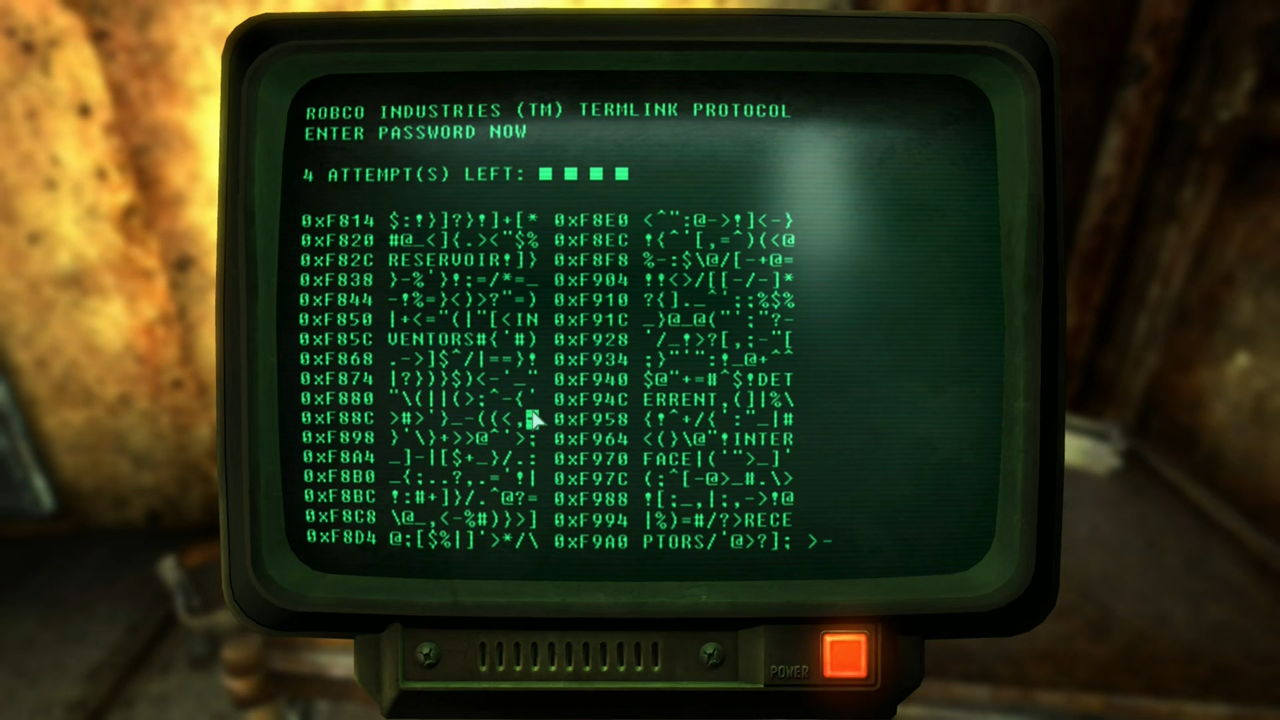 ROBCO INDUSTRIES (TM) TERMLINK PROTOCOL
ENTER PASSWORD NOW
4 ATTEMPT(S) LEFT: ■ ■ ■ ■
0xF814 $:!}]?}!]+[* 0xF8E0 <^":@->!]<-}
0xF820 #@_<]{.><"$% 0xF8EC !{^'[,=^)(<@
0xF82C RESERVOIR!]} 0xF8F8 %-:$\@/[-+@=
0xF838 }-%'}!;=/*=_ 0xF904 !!<>/[[-/-]*
0xF844 -!%=}<)>?"=) 0xF910 ?{]._^';:%$%
0xF850 |+<="(|"[<IN 0xF91C _}@_@("';"?-
0xF85C VENTORS#{'#) 0xF928 '/_!>?[,;-"[
0xF868 .->]$^/|==}! 0xF934 ;}"'":!_@+^^
0xF874 |?})}$)<-'_" 0xF940 $@"+=#^$!DET
0xF880 "\(||(>;^-{' 0xF94C ERRENT,(]|%\
0xF88C >#>'}_-((<,- 0xF958 {!^+/{':"_|#
0xF898 }'\}+>>@^'>; 0xF964 <()\@"!INTER
0xF8A4 _]-|[$+_}/.: 0xF970 FACE|('">_]'
0xF8B0 _{;..?,.='!| 0xF97C (:^[-@>_#.\>
0xF8BC !:#+]}/.^@?= 0xF988 ![;_,|;,->!@
0xF8C8 \@_,<-%#)}>] 0xF994 |%)=#/?>RECE
0xF8D4 @;[$%|]'>*/\ 0xF9A0 PTORS/'@>?]; >-
POWER